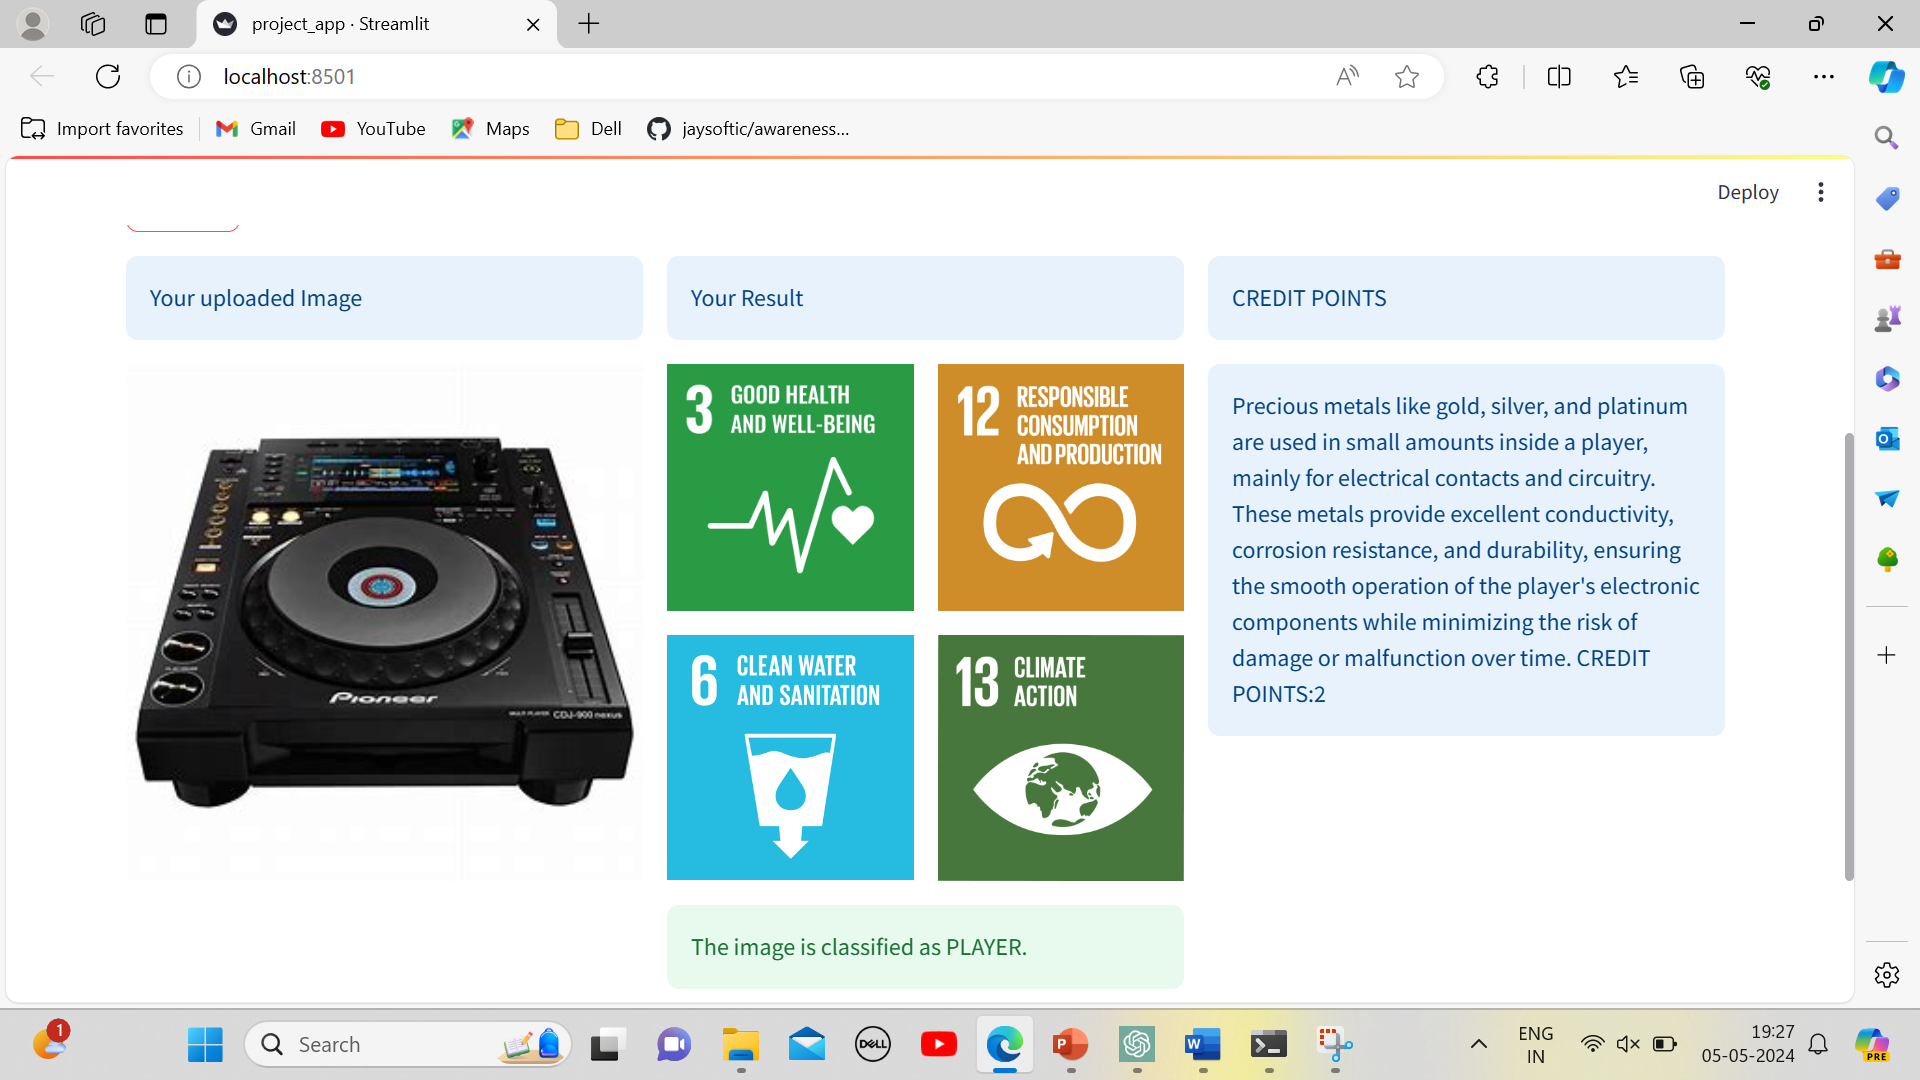 project_app · Streamlit
localhost:8501
Import favorites
Gmail
YouTube
Maps
Dell
jaysoftic/awareness...
Deploy
Your uploaded Image
Your Result
CREDIT POINTS
3 GOOD HEALTH
AND WELL-BEING
12 RESPONSIBLE
CONSUMPTION
AND PRODUCTION
6 CLEAN WATER
AND SANITATION
13 CLIMATE
ACTION
Pioneer
MULTI PLAYER CDJ-900 nexus
Precious metals like gold, silver, and platinum
are used in small amounts inside a player,
mainly for electrical contacts and circuitry.
These metals provide excellent conductivity,
corrosion resistance, and durability, ensuring
the smooth operation of the player's electronic
components while minimizing the risk of
damage or malfunction over time. CREDIT
POINTS:2
The image is classified as PLAYER.
1
Search
DELL
ENG
IN
19:27
05-05-2024
PRE